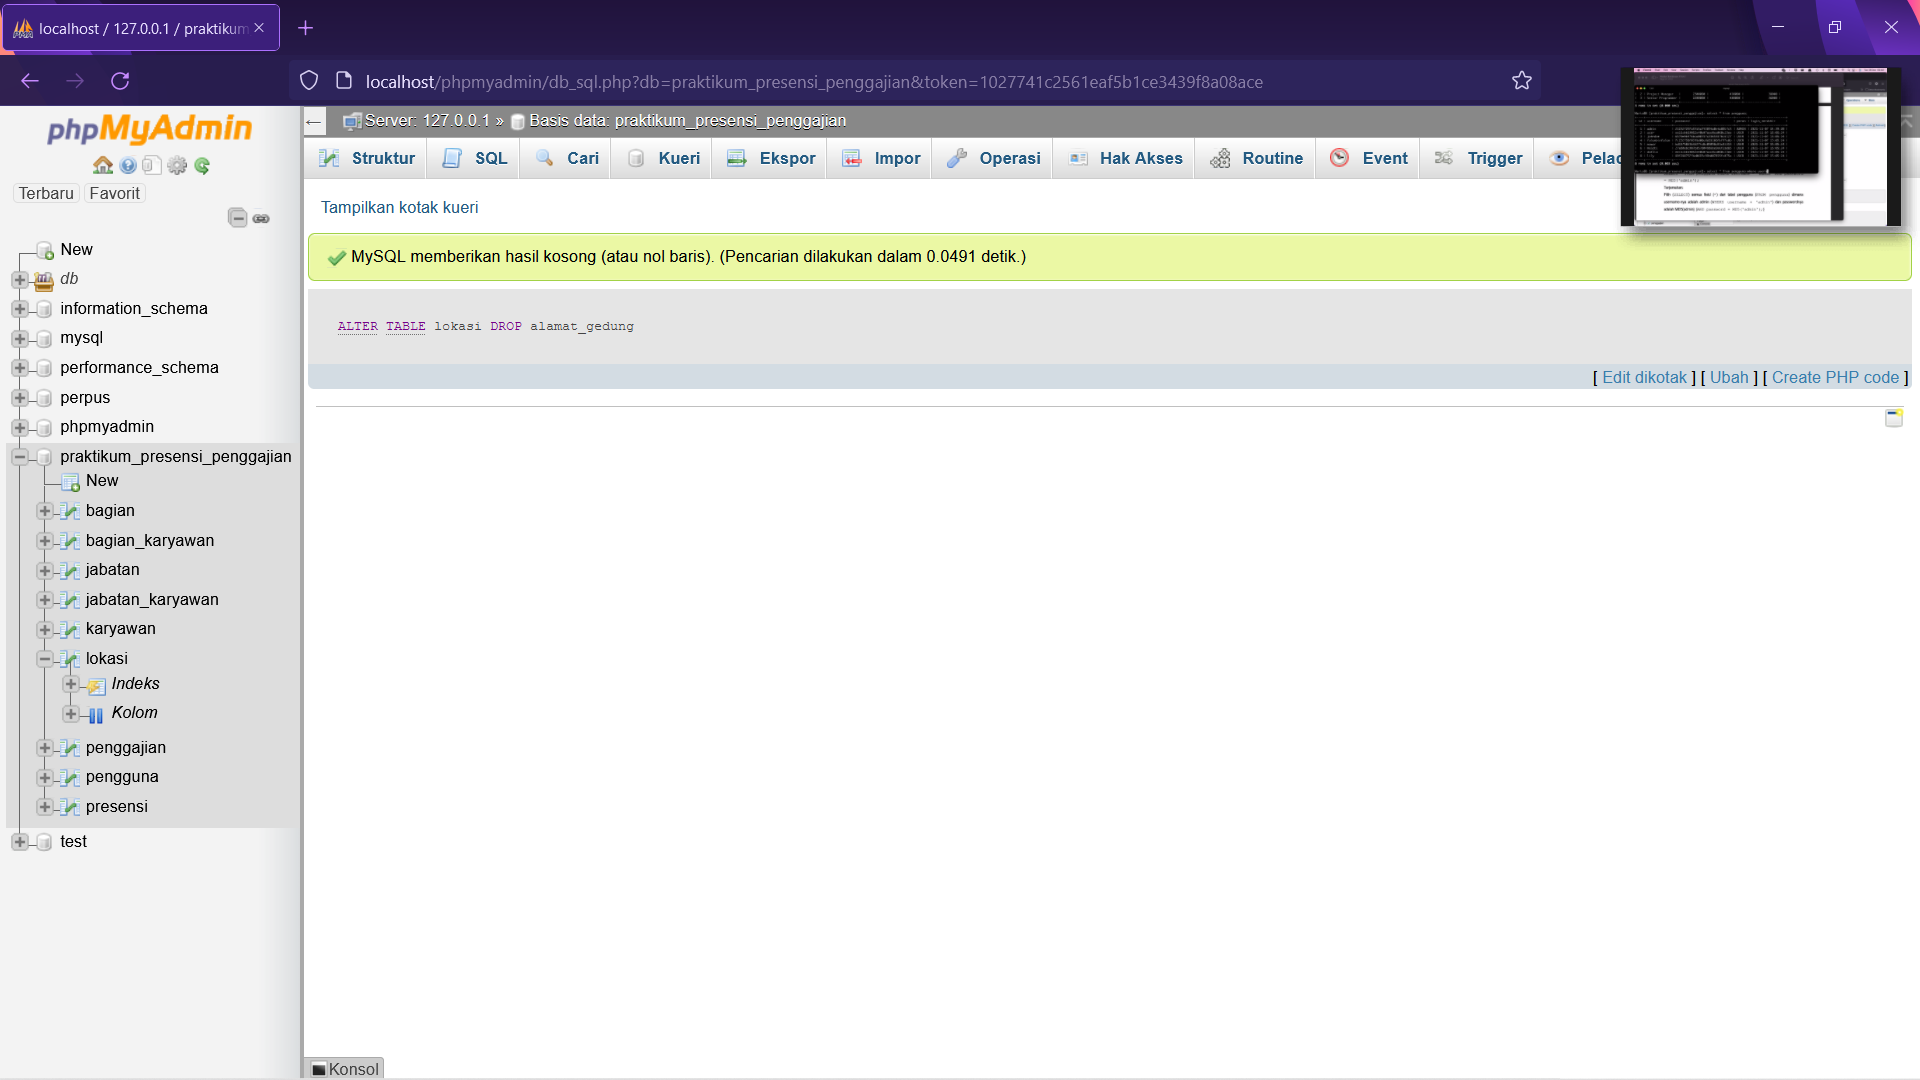 localhost / 127.0.0.1 / praktikum
localhost/phpmyadmin/db_sql.php?db=praktikum_presensi_penggajian&token=1027741c2561eaf5b1ce3439f8a08ace
phpMyAdmin
Terbaru Favorit
New
db
information_schema
mysql
performance_schema
perpus
phpmyadmin
praktikum_presensi_penggajian
New
bagian
bagian_karyawan
jabatan
jabatan_karyawan
karyawan
lokasi
Indeks
Kolom
penggajian
pengguna
presensi
test
Server: 127.0.0.1 » Basis data: praktikum_presensi_penggajian
Struktur SQL Cari Kueri Ekspor Impor Operasi Hak Akses Routine Event Trigger Pelac
Tampilkan kotak kueri
MySQL memberikan hasil kosong (atau nol baris). (Pencarian dilakukan dalam 0.0491 detik.)
ALTER TABLE lokasi DROP alamat_gedung
[ Edit dikotak ] [ Ubah ] [ Create PHP code ]
Konsol